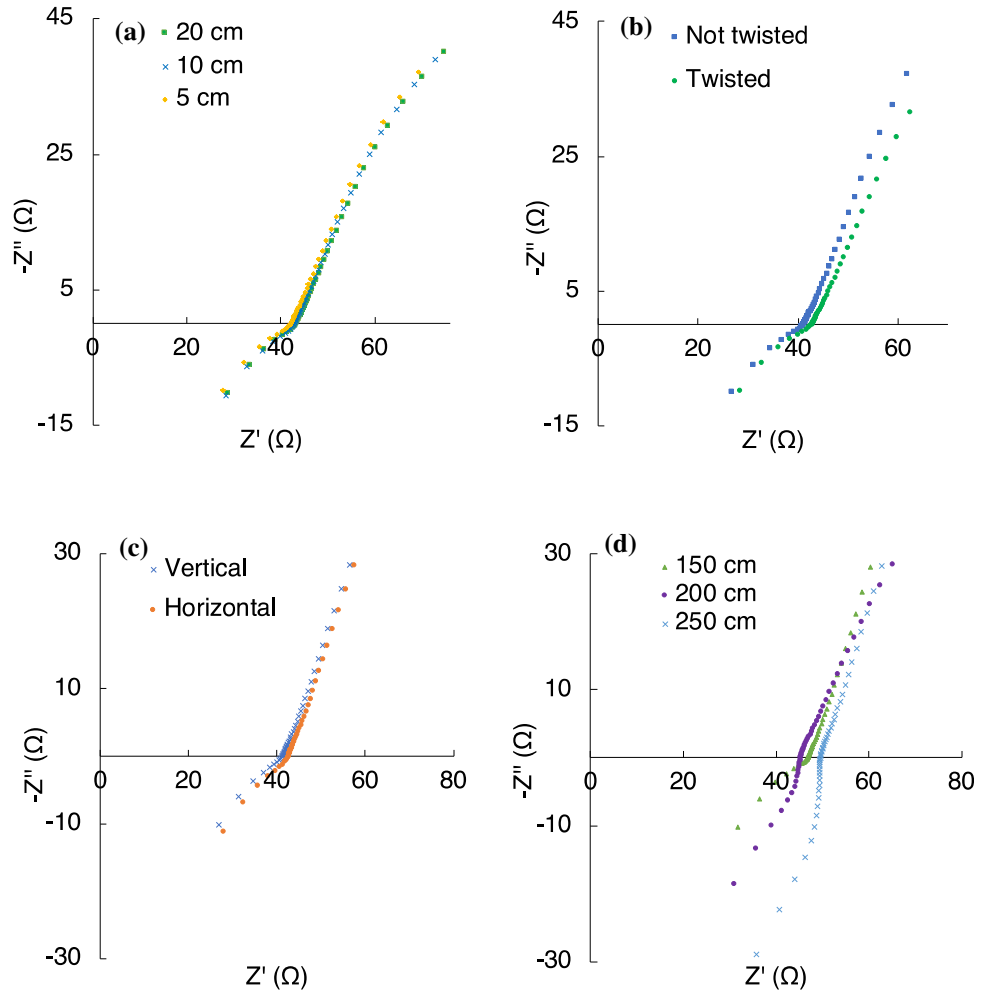 (a)
20 cm
10 cm
5 cm
45
25
5
-15
0
20
40
60
-Z" (Ω)
Z' (Ω)
(b)
Not twisted
Twisted
45
25
5
-15
0
20
40
60
-Z" (Ω)
Z' (Ω)
(c)
Vertical
Horizontal
30
10
-10
-30
0
20
40
60
80
-Z" (Ω)
Z' (Ω)
(d)
150 cm
200 cm
250 cm
30
10
-10
-30
0
20
40
60
80
-Z" (Ω)
Z' (Ω)